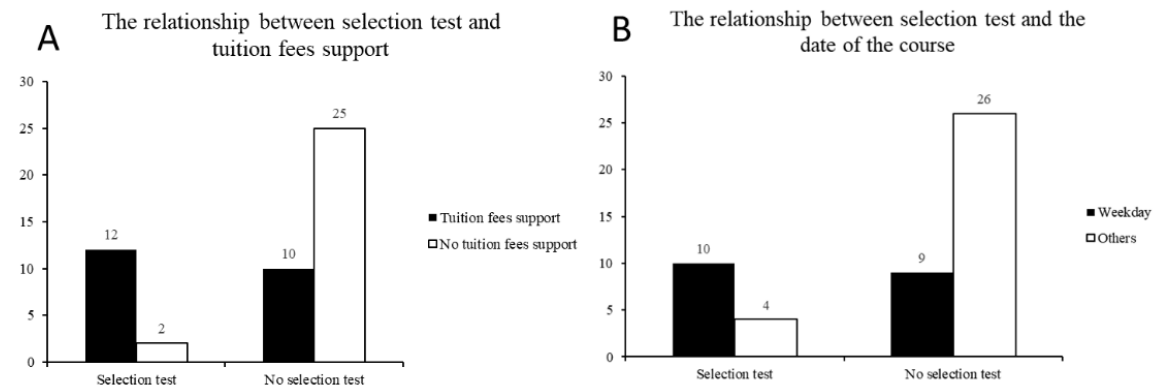 A
The relationship between selection test and
tuition fees support
30
25
20
15
10
5
0
12
2
10
25
Selection test
No selection test
Tuition fees support
No tuition fees support
B
The relationship between selection test and the
date of the course
30
25
20
15
10
5
0
10
4
9
26
Selection test
No selection test
Weekday
Others